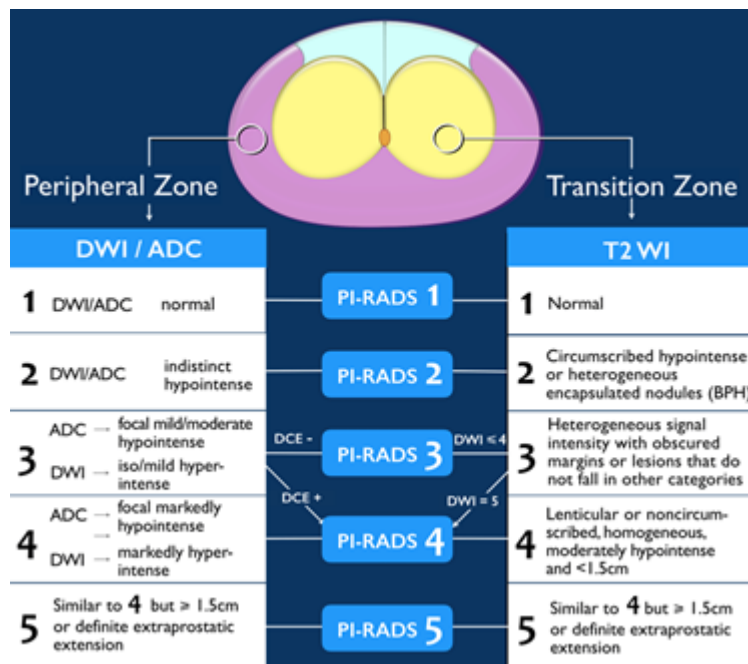 Peripheral Zone
Transition Zone
DWI / ADC
T2 WI
1 DWI/ADC normal
PI-RADS 1
1 Normal
2 DWI/ADC indistinct
hypointense
PI-RADS 2
2 Circumscribed hypointense
or heterogeneous
encapsulated nodules (BPH)
3 ADC → focal mild/moderate
hypointense
DWI → iso/mild hyper-
intense
DCE -
PI-RADS 3
DWI ≤ 4
3 Heterogeneous signal
intensity with obscured
margins or lesions that do
not fall in other categories
DCE +
DWI = 5
4 ADC → focal markedly
hypointense
→
DWI → markedly hyper-
intense
PI-RADS 4
4 Lenticular or noncircum-
scribed, homogeneous,
moderately hypointense
and <1.5cm
5 Similar to 4 but ≥ 1.5cm
or definite extraprostatic
extension
PI-RADS 5
5 Similar to 4 but ≥ 1.5cm
or definite extraprostatic
extension